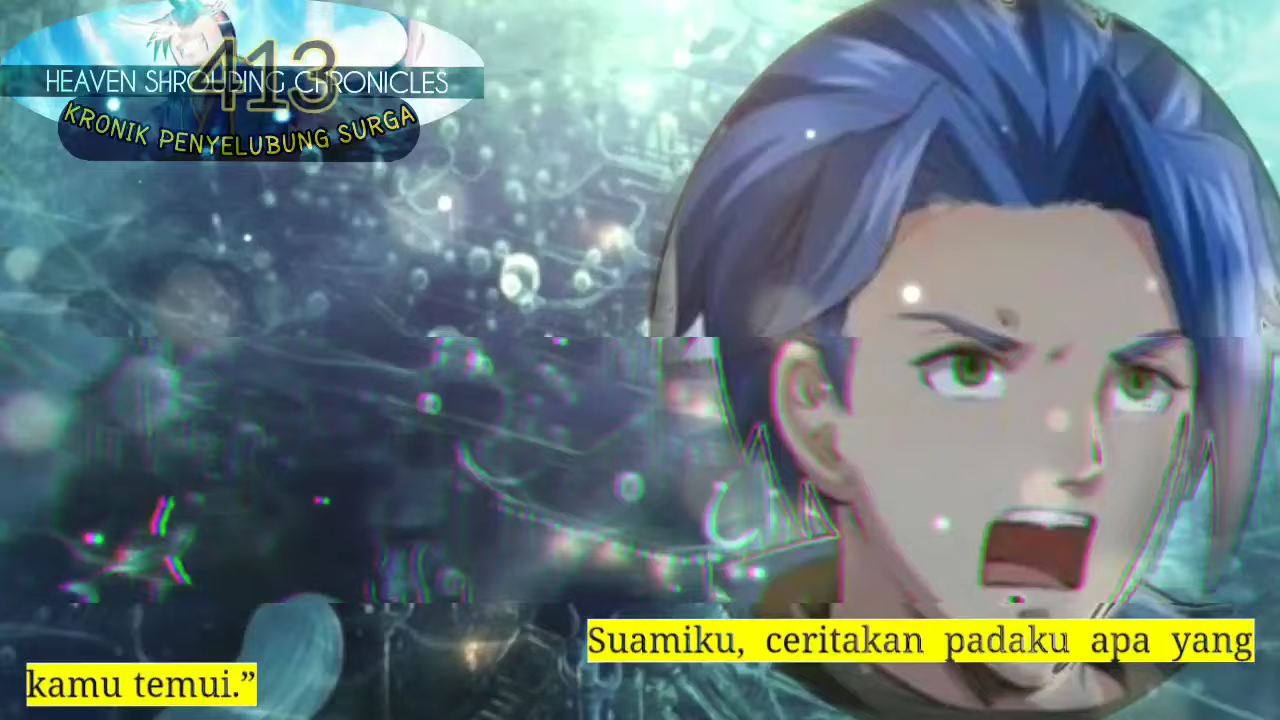 413
HEAVEN SHROUDING CHRONICLES
KRONIK PENYELUBUNG SURGA
Suamiku, ceritakan padaku apa yang
kamu temui.”